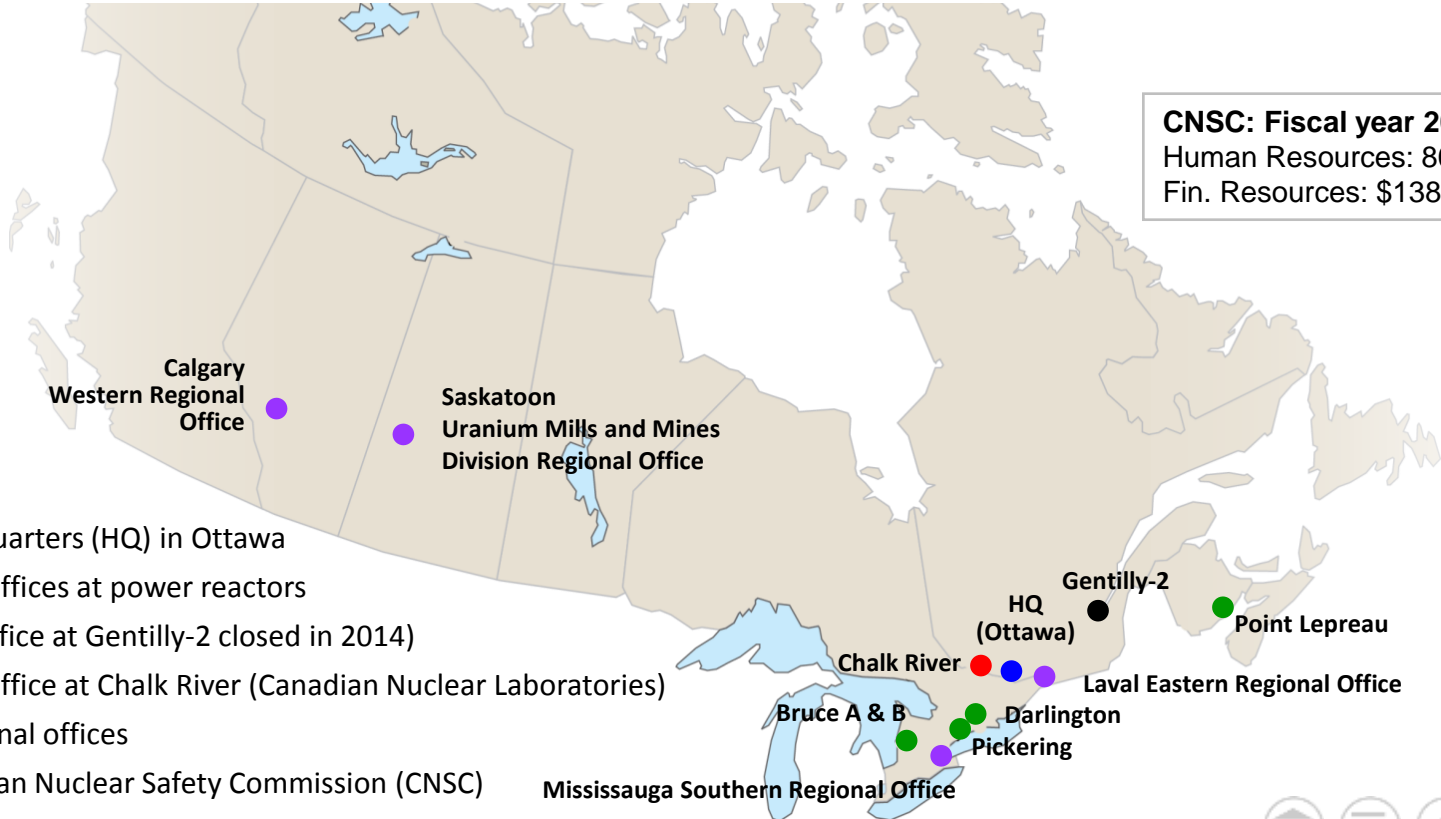 CNSC: Fiscal year 2
Human Resources: 8
Fin. Resources: $138
Calgary
Western Regional
Office
Saskatoon
Uranium Mills and Mines
Division Regional Office
uarters (HQ) in Ottawa
ffices at power reactors
fice at Gentilly-2 closed in 2014)
ffice at Chalk River (Canadian Nuclear Laboratories)
nal offices
an Nuclear Safety Commission (CNSC)
Gentilly-2
HQ
(Ottawa)
Point Lepreau
Chalk River
Laval Eastern Regional Office
Bruce A & B
Darlington
Pickering
Mississauga Southern Regional Office